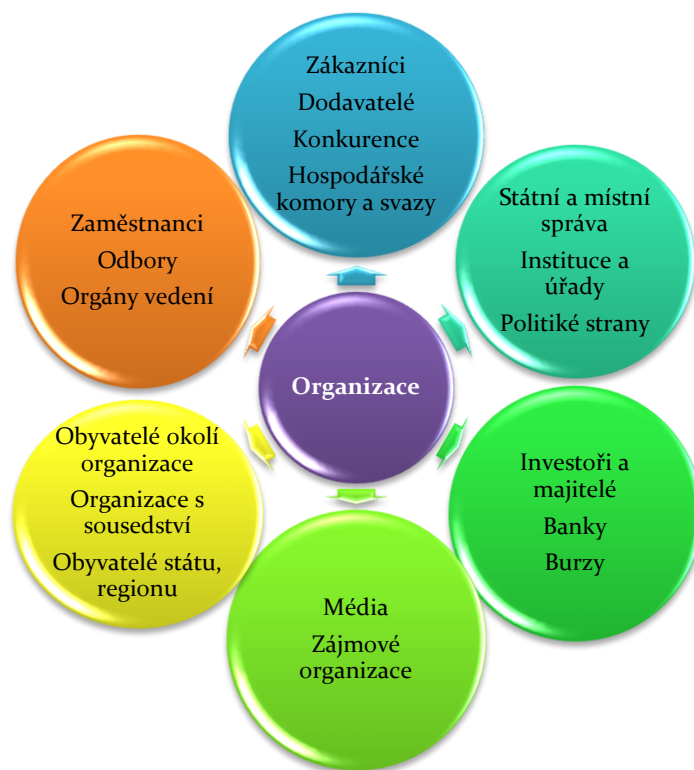 Zákazníci
Dodavatelé
Konkurence
Hospodářské
komory a svazy
Státní a místní
správa
Instituce a
úřady
Politiké strany
Investoři a
majitelé
Banky
Burzy
Média
Zájmové
organizace
Obyvatelé okolí
organizace
Organizace s
sousedství
Obyvatelé státu,
regionu
Zaměstnanci
Odbory
Orgány vedení
Organizace